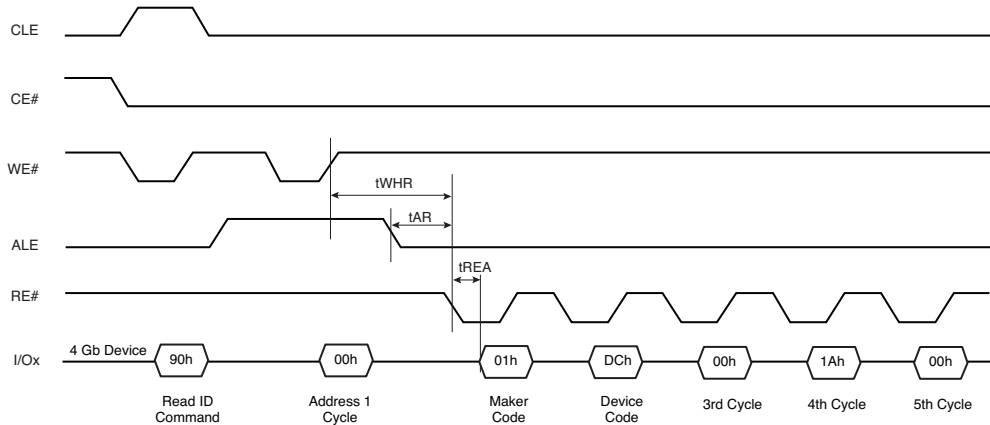 CLE
CE#
WE#
tWHR
tAR
ALE
tREA
RE#
I/Ox
4 Gb Device
90h
00h
01h
DCh
00h
1Ah
00h
Read ID
Command
Address 1
Cycle
Maker
Code
Device
Code
3rd Cycle
4th Cycle
5th Cycle